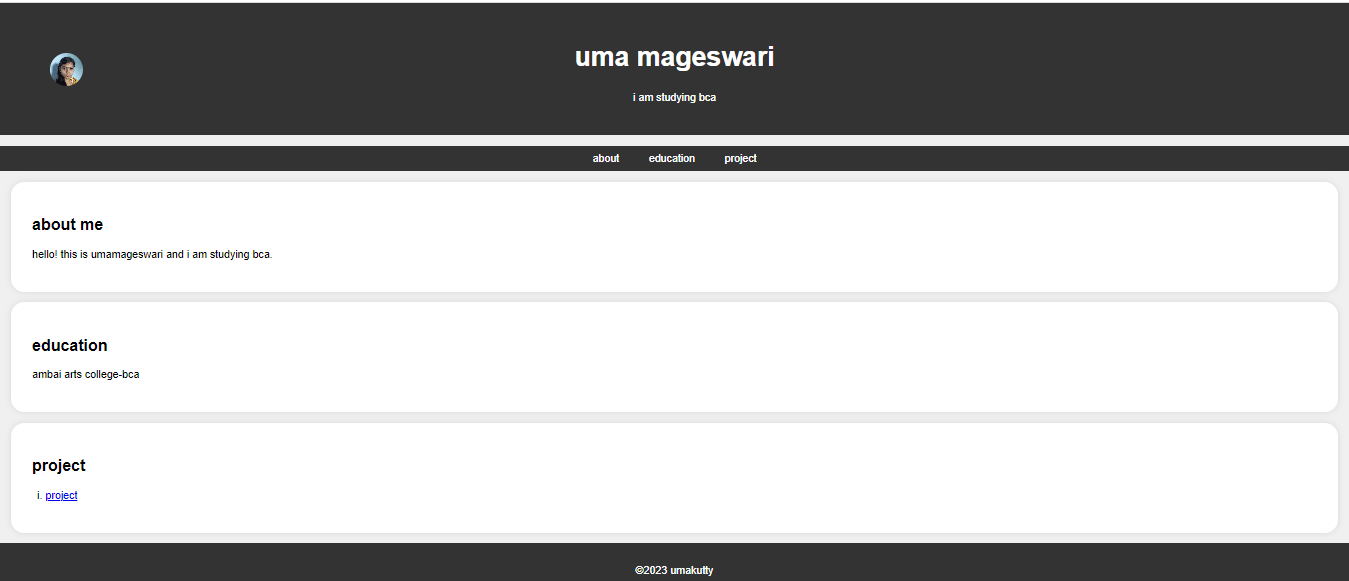 uma mageswari
i am studying bca
about education project
about me
hello! this is umamageswari and i am studying bca.
education
ambai arts college-bca
project
i. project
©2023 umakutty